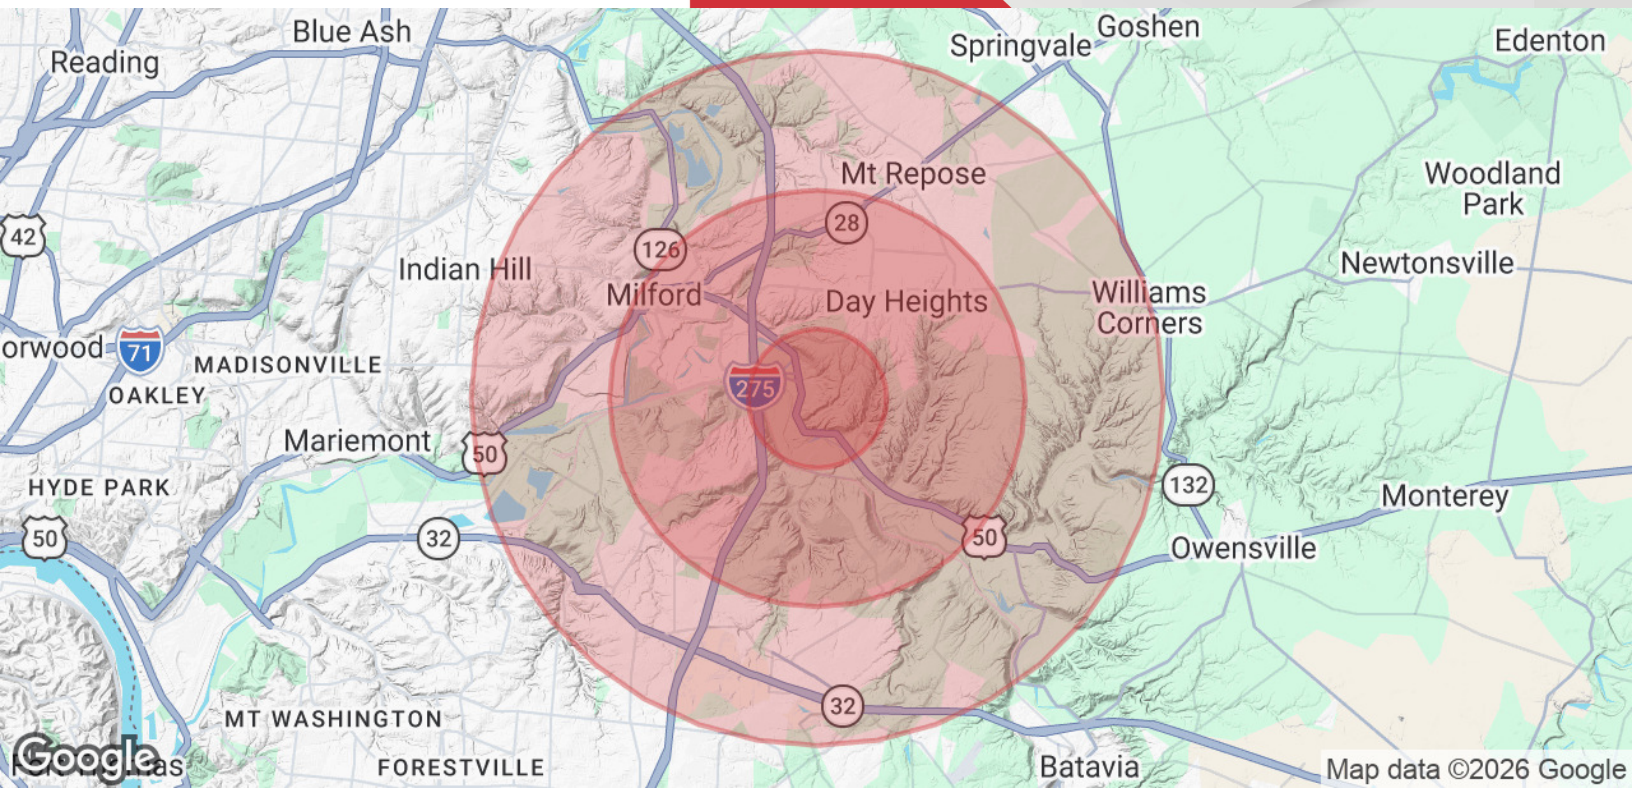 Goshen
Blue Ash
Springvale
Edenton
Reading
Mt Repose
Woodland
Park
28
42
126
Indian Hill
Newtonsville
Milford
Day Heights
Williams
Corners
orwood
71
MADISONVILLE
275
OAKLEY
Mariemont
50
HYDE PARK
132
Monterey
50
32
50
Owensville
32
MT WASHINGTON
Google
FORESTVILLE
Batavia
Map data ©2026 Google